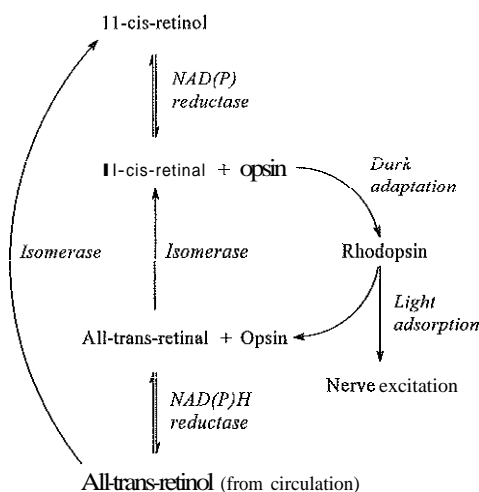 11-cis-retinol
NAD(P)
reductase
11-cis-retinal + opsin
Dark
adaptation
Isomerase
Isomerase
Rhodopsin
Light
adsorption
All-trans-retinal + Opsin
Nerve excitation
NAD(P)H
reductase
All-trans-retinol (from circulation)